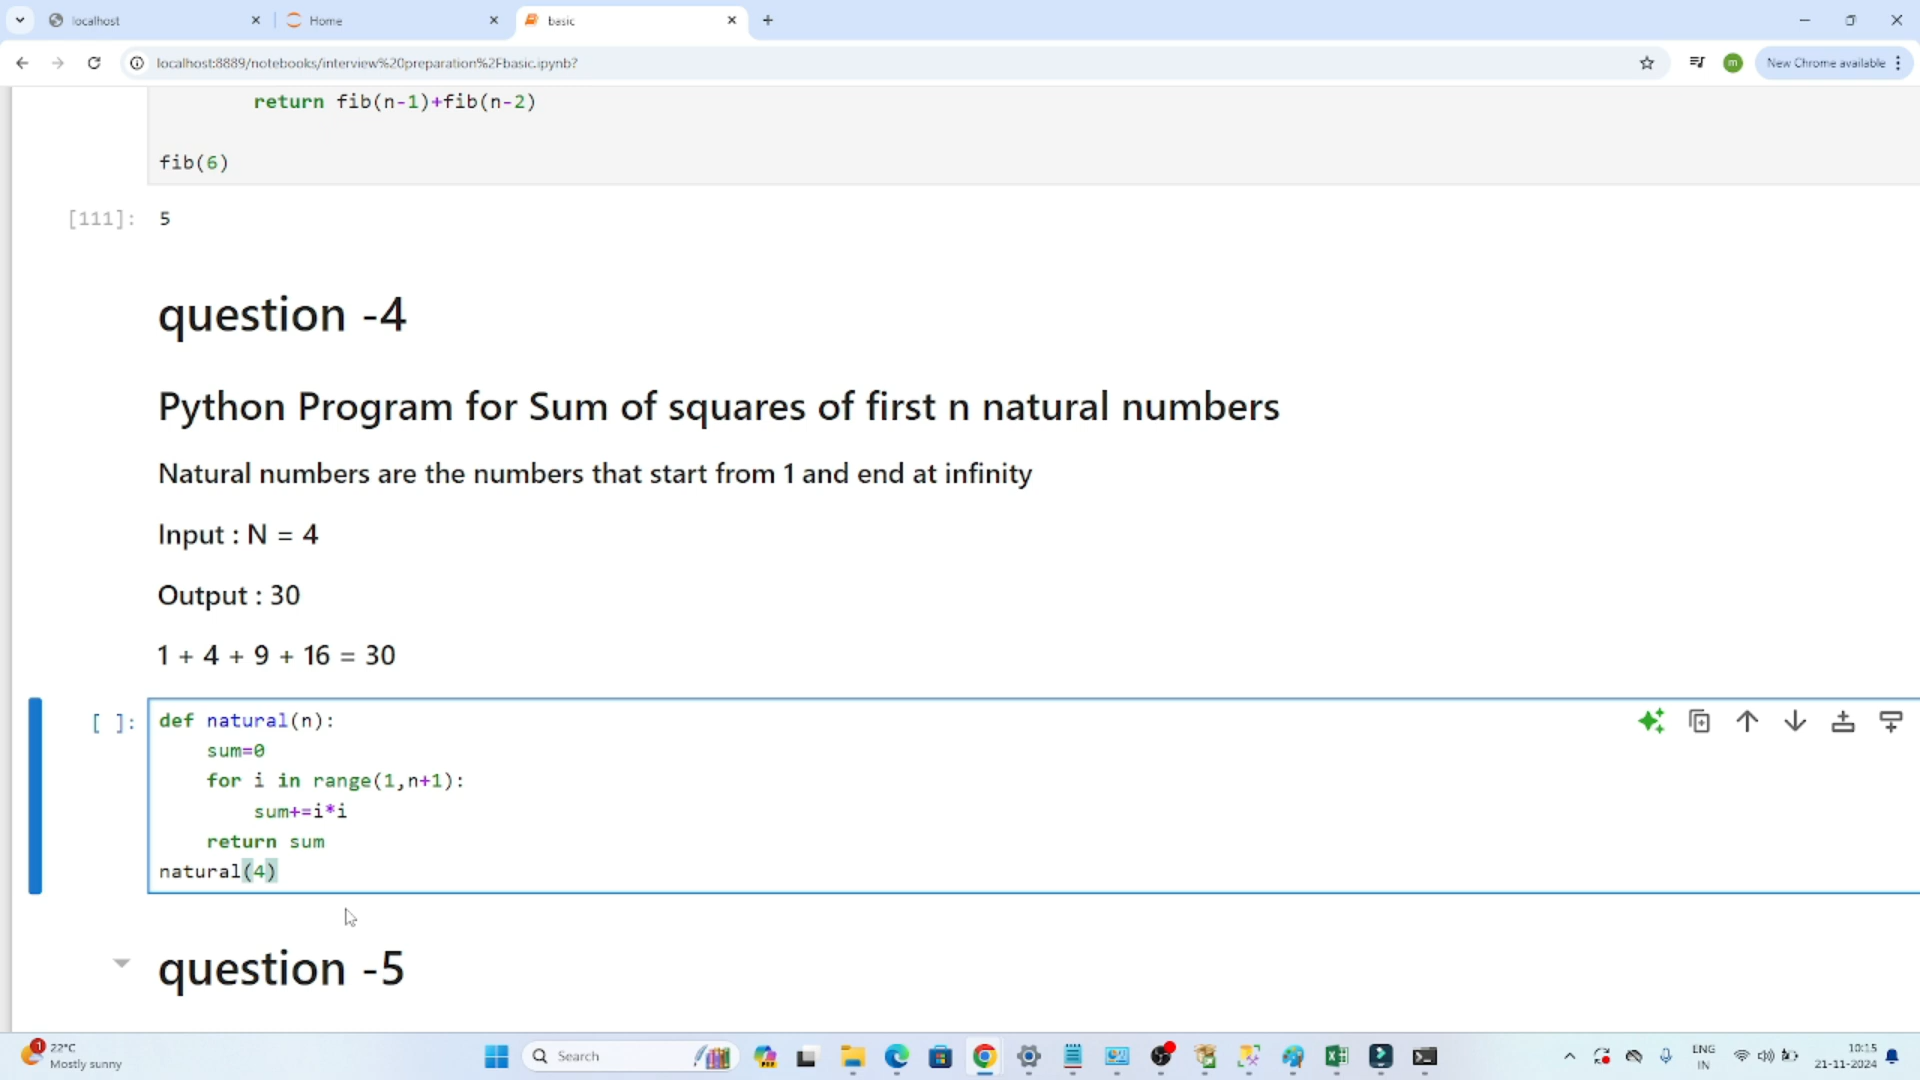 localhost
Home
basic
localhost:8889/notebooks/interview%20preparation%2Fbasic.ipynb?
m
New Chrome available
return fib(n-1)+fib(n-2)
fib(6)
[111]: 5
question -4
Python Program for Sum of squares of first n natural numbers
Natural numbers are the numbers that start from 1 and end at infinity
Input : N = 4
Output : 30
1 + 4 + 9 + 16 = 30
[ ]: def natural(n):
sum=0
for i in range(1,n+1):
sum+=i*i
return sum
natural(4)
question -5
1
22°C
Mostly sunny
Search
ENG
IN
10:15
21-11-2024